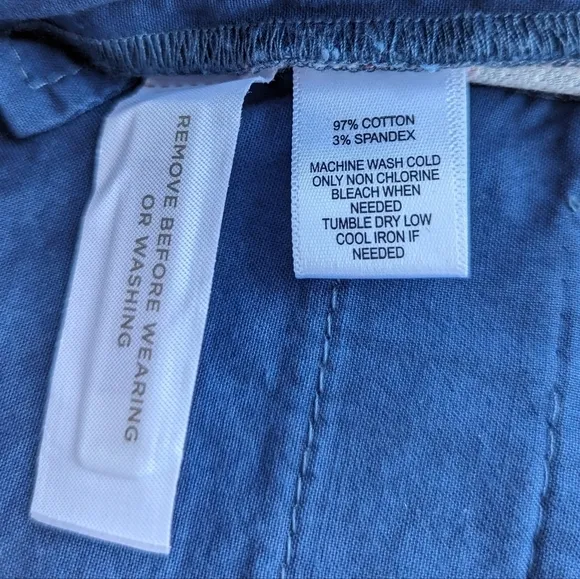 REMOVE BEFORE WEARING
OR WASHING
97% COTTON
3% SPANDEX
MACHINE WASH COLD
ONLY NON CHLORINE
BLEACH WHEN
NEEDED
TUMBLE DRY LOW
COOL IRON IF
NEEDED